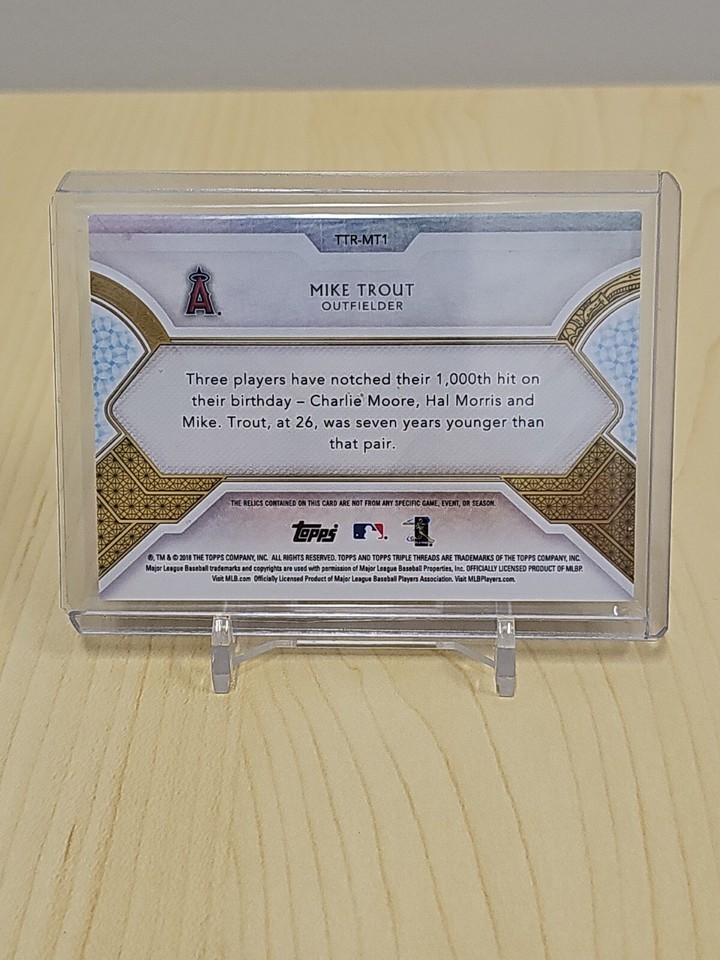 TTR-MT1
A
MIKE TROUT
OUTFIELDER
Three players have notched their 1,000th hit on
their birthday – Charlie Moore, Hal Morris and
Mike. Trout, at 26, was seven years younger than
that pair.
THE RELICS CONTAINED ON THIS CARD ARE NOT FROM ANY SPECIFIC GAME, EVENT, OR SEASON.
Topps
®, TM & © 2018 THE TOPPS COMPANY, INC. ALL RIGHTS RESERVED. TOPPS AND TOPPS TRIPLE THREADS ARE TRADEMARKS OF THE TOPPS COMPANY, INC.
Major League Baseball trademarks and copyrights are used with permission of Major League Baseball Properties, Inc. OFFICIALLY LICENSED PRODUCT OF MLBP.
Visit MLB.com Officially Licensed Product of Major League Baseball Players Association. Visit MLBPlayers.com.